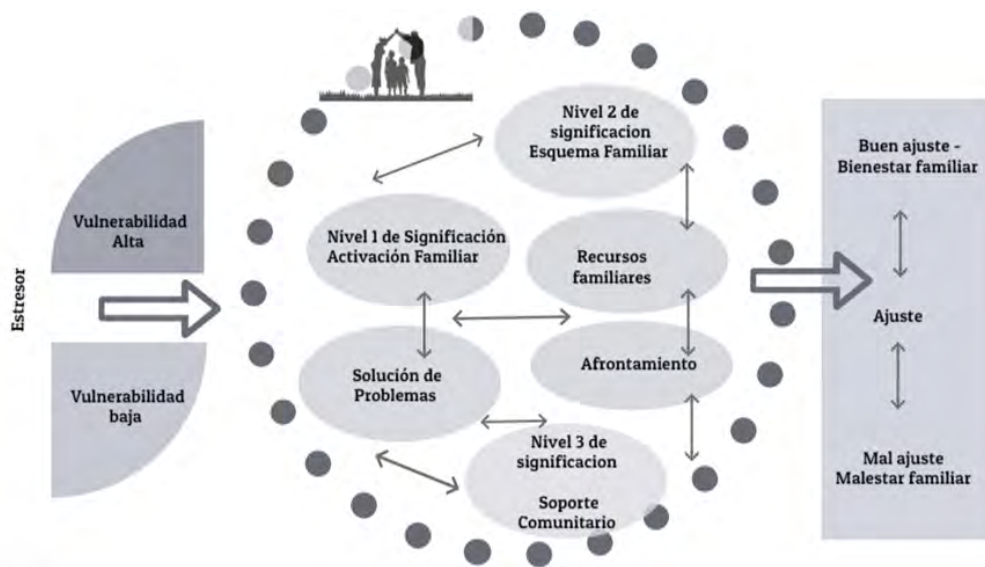 Estresor
Vulnerabilidad
Alta
Vulnerabilidad
baja
Nivel 2 de
significacion
Esquema Familiar
Nivel 1 de Significación
Activación Familiar
Recursos
familiares
Solución de
Problemas
Afrontamiento
Nivel 3 de
significacion
Soporte
Comunitario
Buen ajuste -
Bienestar familiar
Ajuste
Mal ajuste
Malestar familiar